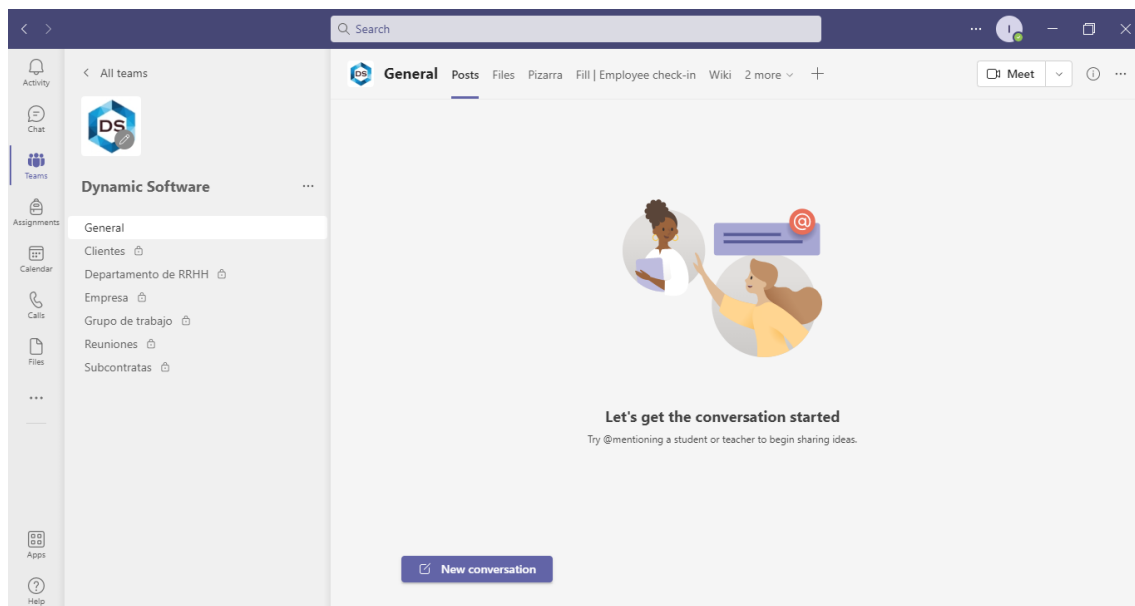 Search
...
I
Activity
Chat
Teams
Assignments
Calendar
Calls
Files
...
Apps
Help
All teams
DS
Dynamic Software
...
General
Clientes
Departamento de RRHH
Empresa
Grupo de trabajo
Reuniones
Subcontratas
DS General Posts Files Pizarra Fill | Employee check-in Wiki 2 more +
Meet
...
@
Let's get the conversation started
Try @mentioning a student or teacher to begin sharing ideas.
New conversation